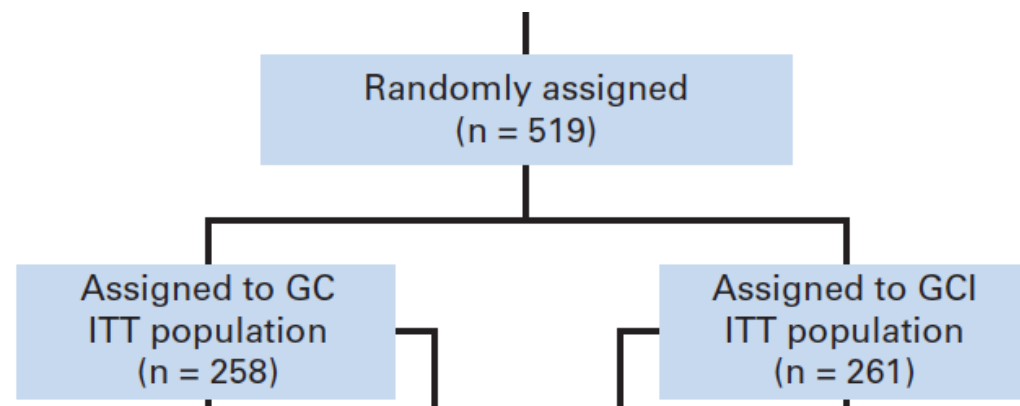 Randomly assigned
(n = 519)
Assigned to GC
ITT population
(n = 258)
Assigned to GCI
ITT population
(n = 261)